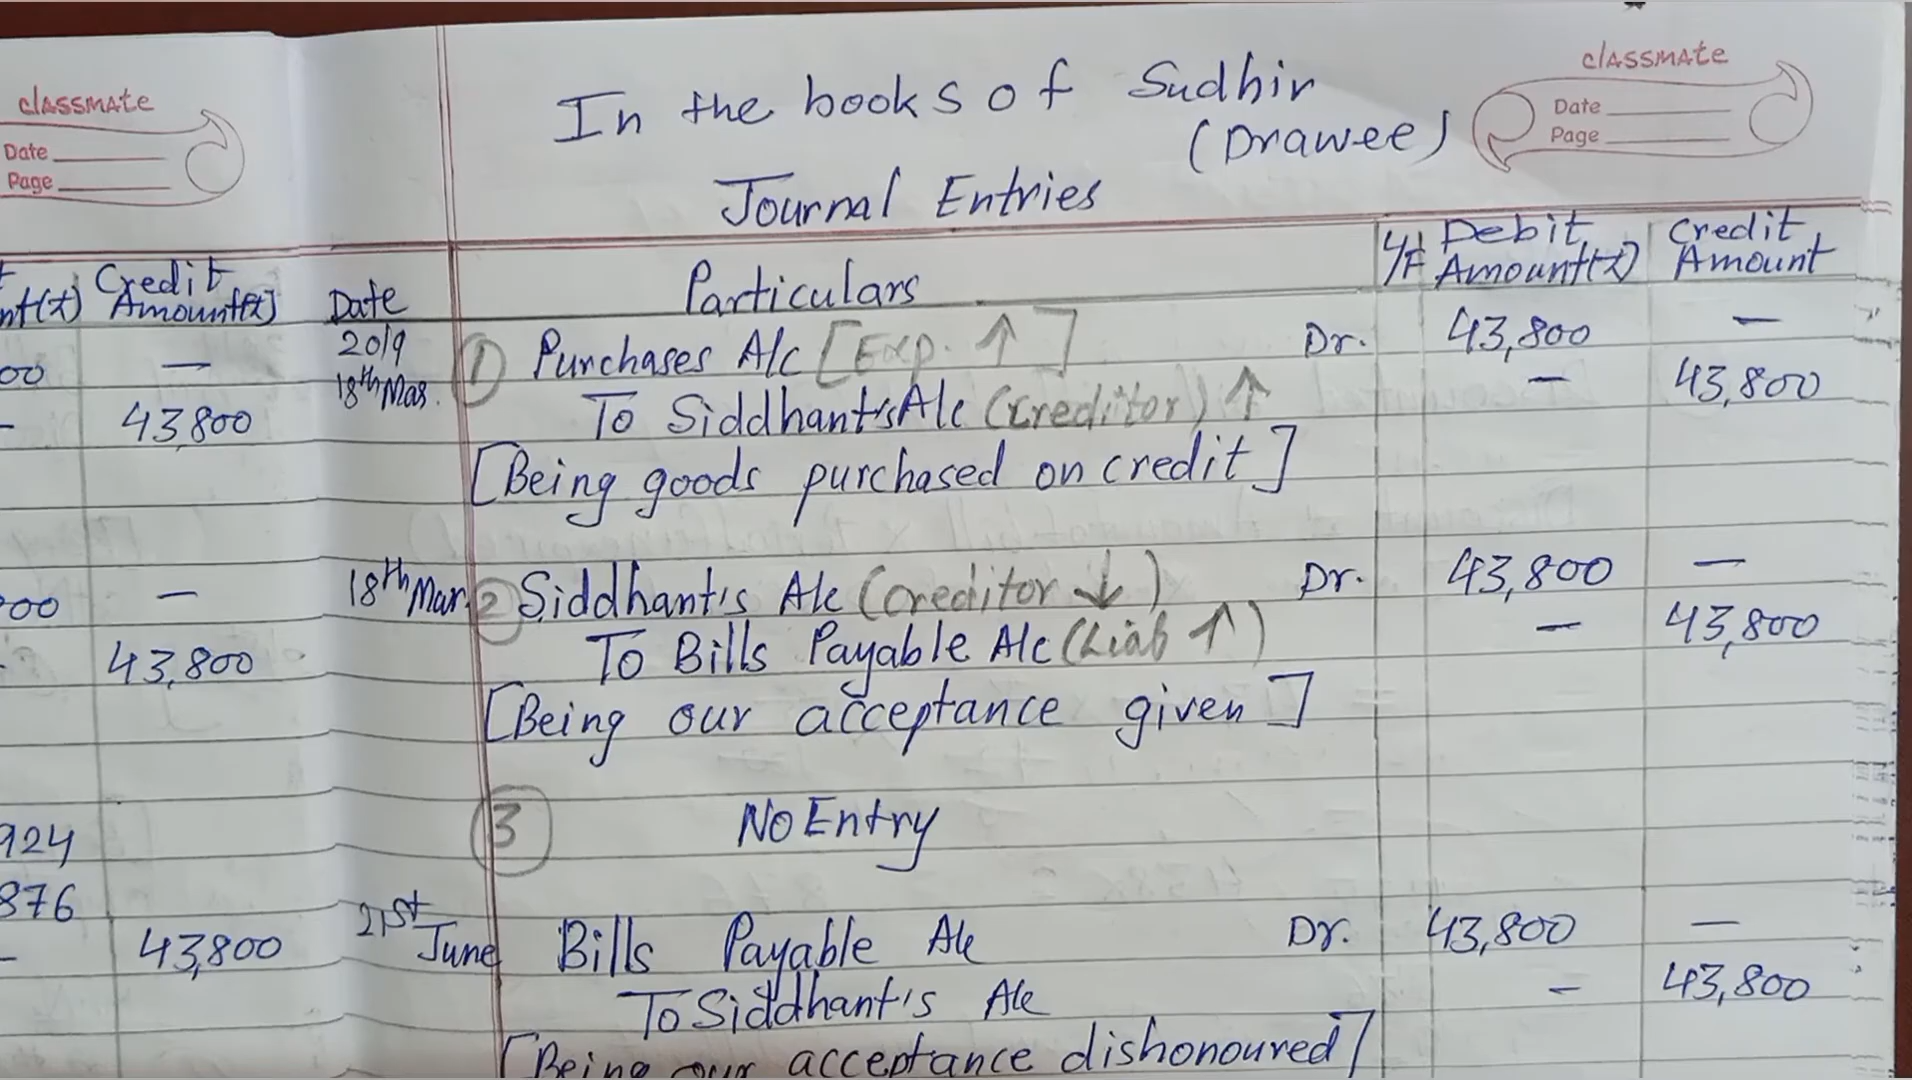 classmate
Date
Page
Credit
Amount(₹)
00
—
43,800
00
—
43,800
924
876
43,800
classmate
Date
Page
In the books of Sudhir
(Drawee)
Journal Entries
Date Particulars L/F Debit Amount(₹) Credit Amount
2019
18th Mar. ① Purchases A/c [Exp. ↑] Dr. 43,800 —
To Siddhant's A/c (Creditor) ↑ — 43,800
[Being goods purchased on credit]
18th Mar. ② Siddhant's A/c (Creditor ↓) Dr. 43,800 —
To Bills Payable A/c (Liab ↑) — 43,800
[Being our acceptance given]
③ No Entry
21st June Bills Payable A/c Dr. 43,800 —
To Siddhant's A/c — 43,800
[Being our acceptance dishonoured]